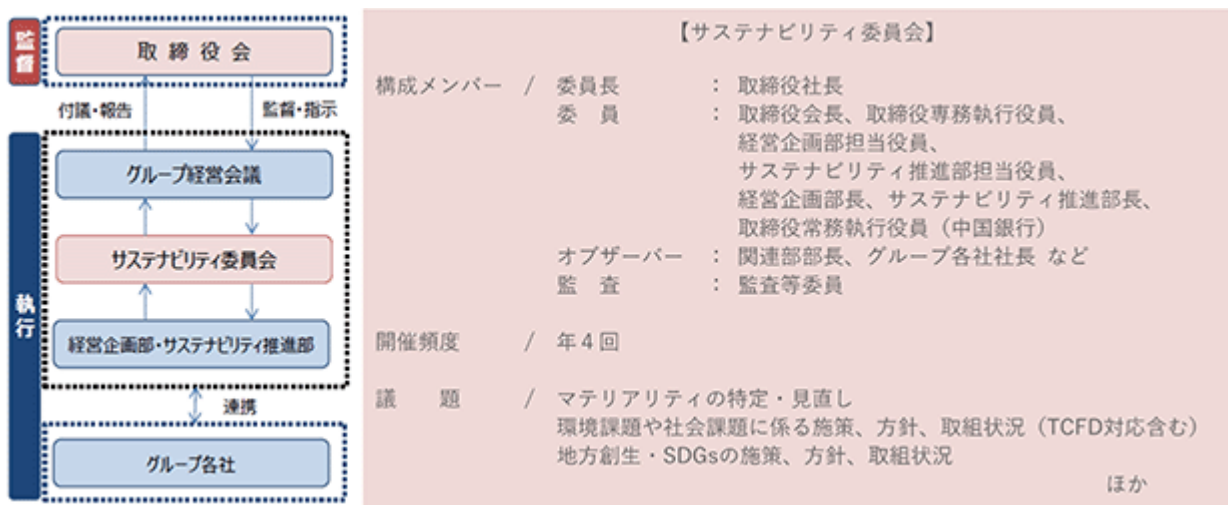 監督
取 締 役 会
付議・報告
監督・指示
執行
グループ経営会議
サステナビリティ委員会
経営企画部・サステナビリティ推進部
連携
グループ各社
【サステナビリティ委員会】
構成メンバー / 委員長 : 取締役社長
委 員 : 取締役会長、取締役専務執行役員、
経営企画部担当役員、
サステナビリティ推進部担当役員、
経営企画部長、サステナビリティ推進部長、
取締役常務執行役員（中国銀行）
オブザーバー : 関連部部長、グループ各社社長 など
監 査 : 監査等委員
開催頻度 / 年４回
議 題 / マテリアリティの特定・見直し
環境課題や社会課題に係る施策、方針、取組状況（TCFD対応含む）
地方創生・SDGsの施策、方針、取組状況
ほか